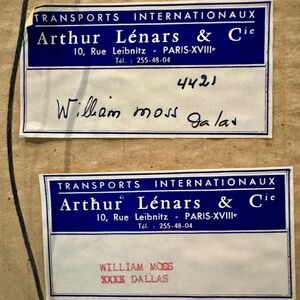 TRANSPORTS INTERNATIONAUX
Arthur Lénars & Cie
10, Rue Leibnitz - PARIS-XVIIIe
Tél. : 255-48-04
4421
William Moss Dalas
TRANSPORTS INTERNATIONAUX
Arthur Lénars & Cie
10, Rue Leibnitz - PARIS-XVIIIe
Tél. : 255-48-04
WILLIAM MOSS
XXXX DALLAS